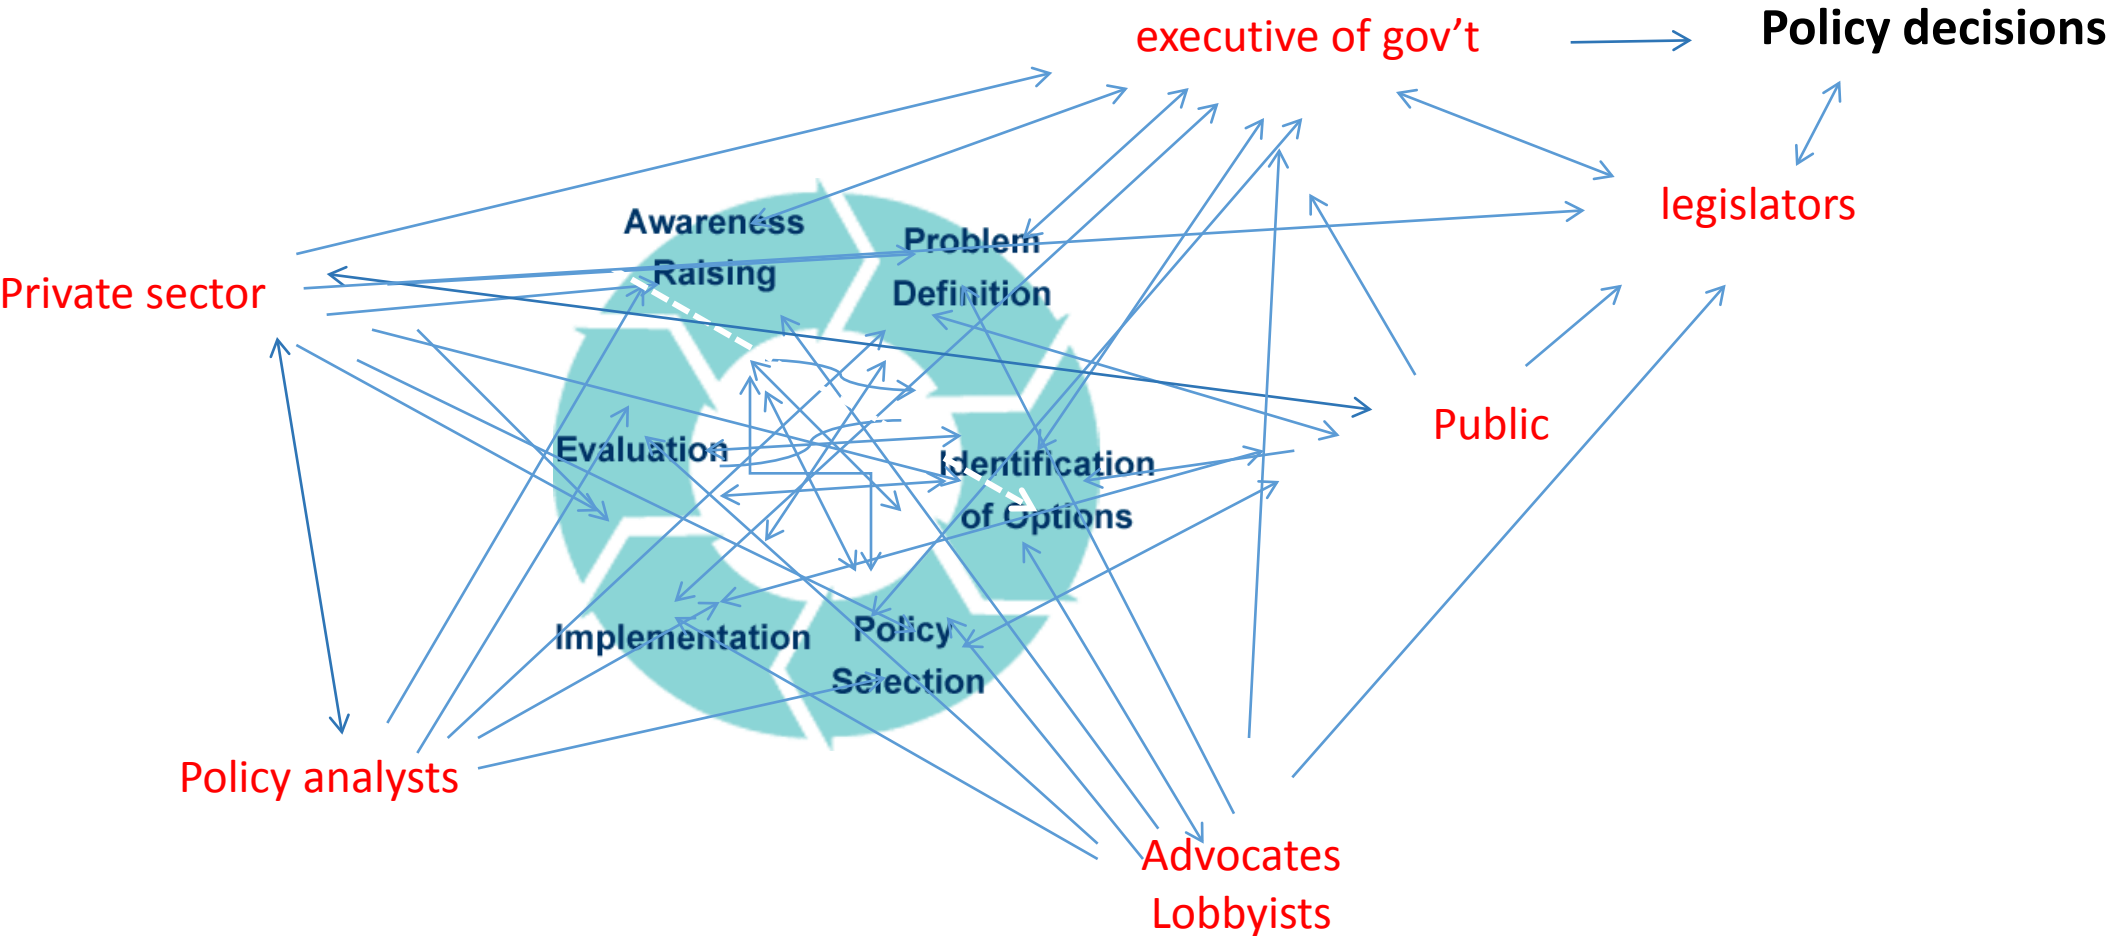 executive of gov’t
Policy decisions
legislators
Awareness
Raising
Problem
Definition
Private sector
Public
Evaluation
Identification
of Options
Implementation
Policy
Selection
Policy analysts
Advocates
Lobbyists